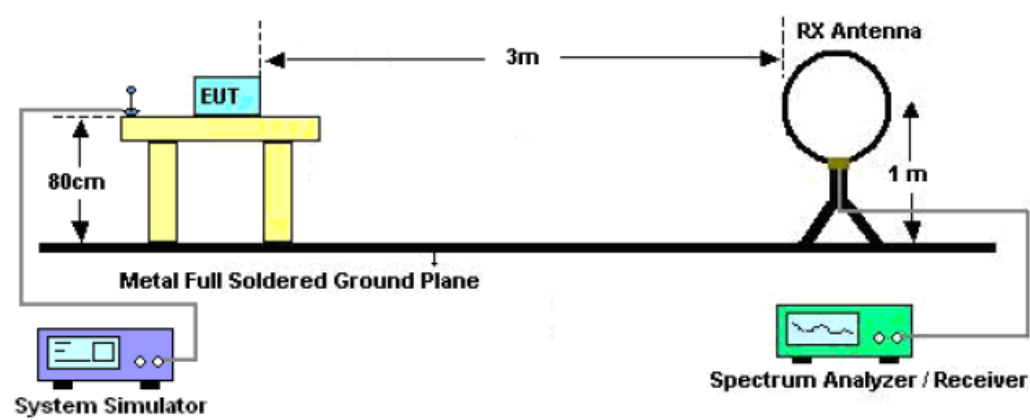 RX Antenna
3m
EUT
80cm
1 m
Metal Full Soldered Ground Plane
Spectrum Analyzer / Receiver
System Simulator